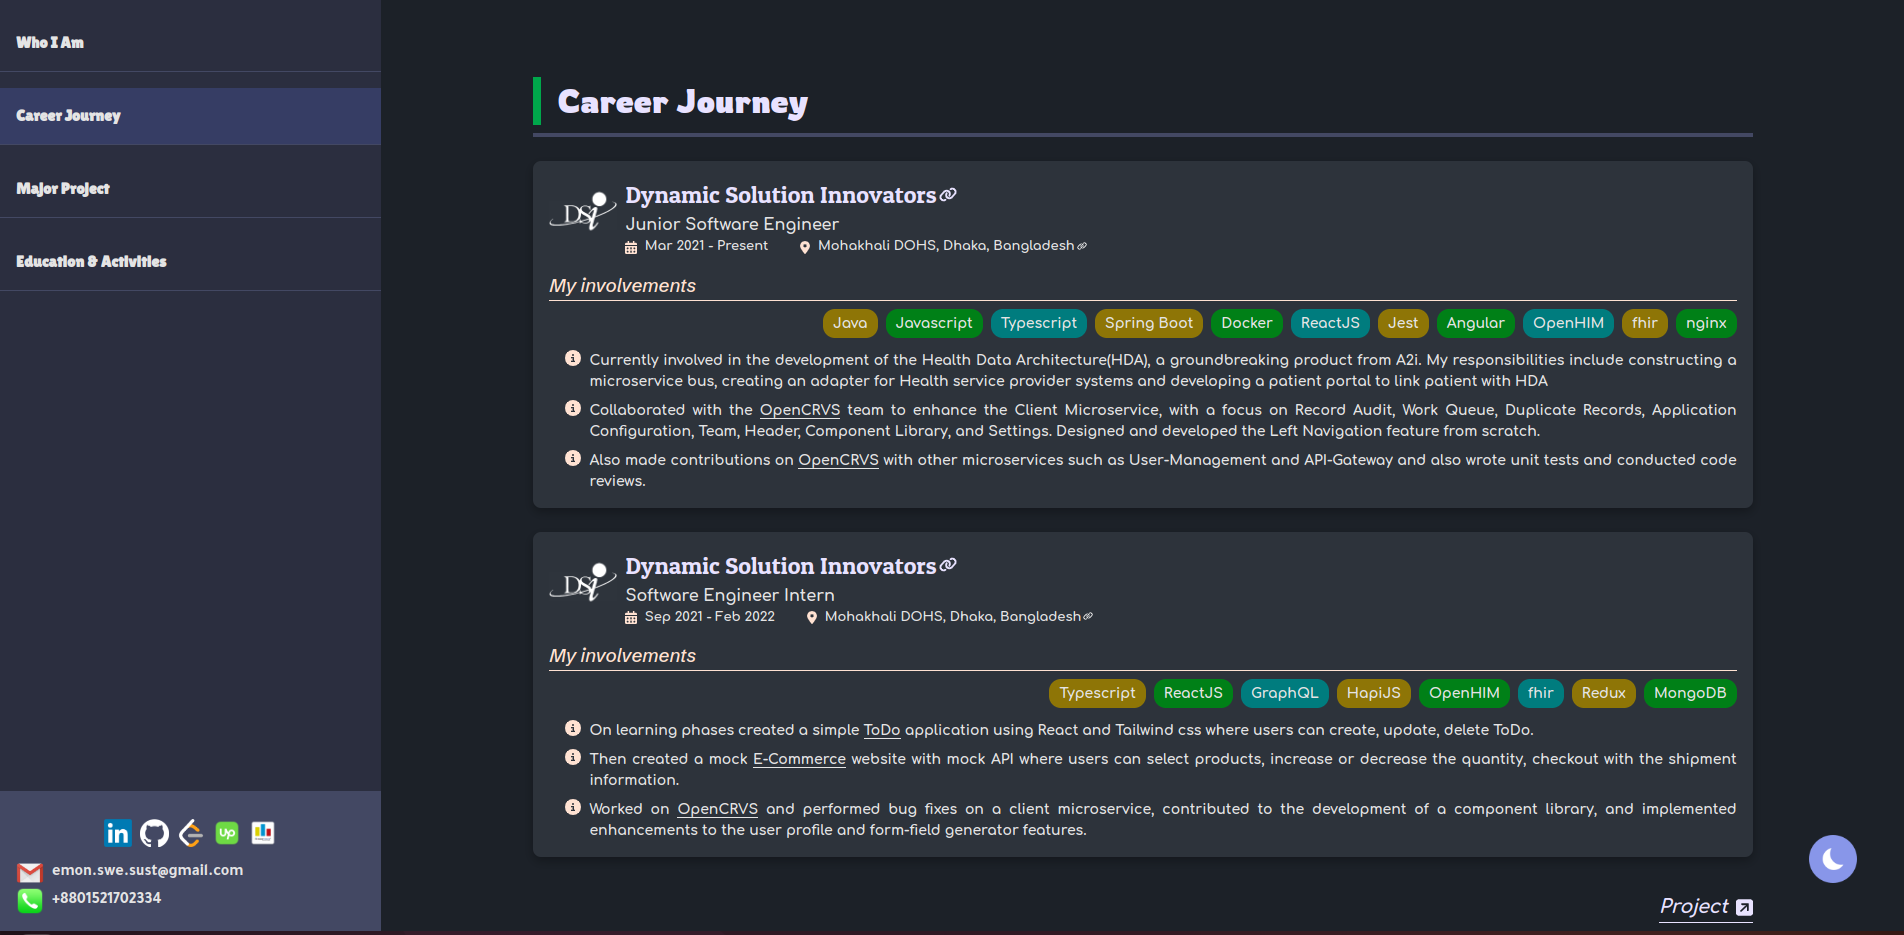 Who I Am
Career Journey
Major Project
Education & Activities
emon.swe.sust@gmail.com
+8801521702334
Career Journey
DSi
Dynamic Solution Innovators
Junior Software Engineer
Mar 2021 - Present Mohakhali DOHS, Dhaka, Bangladesh
My involvements
Java Javascript Typescript Spring Boot Docker ReactJS Jest Angular OpenHIM fhir nginx
Currently involved in the development of the Health Data Architecture(HDA), a groundbreaking product from A2i. My responsibilities include constructing a
microservice bus, creating an adapter for Health service provider systems and developing a patient portal to link patient with HDA
Collaborated with the OpenCRVS team to enhance the Client Microservice, with a focus on Record Audit, Work Queue, Duplicate Records, Application
Configuration, Team, Header, Component Library, and Settings. Designed and developed the Left Navigation feature from scratch.
Also made contributions on OpenCRVS with other microservices such as User-Management and API-Gateway and also wrote unit tests and conducted code
reviews.
DSi
Dynamic Solution Innovators
Software Engineer Intern
Sep 2021 - Feb 2022 Mohakhali DOHS, Dhaka, Bangladesh
My involvements
Typescript ReactJS GraphQL HapiJS OpenHIM fhir Redux MongoDB
On learning phases created a simple ToDo application using React and Tailwind css where users can create, update, delete ToDo.
Then created a mock E-Commerce website with mock API where users can select products, increase or decrease the quantity, checkout with the shipment
information.
Worked on OpenCRVS and performed bug fixes on a client microservice, contributed to the development of a component library, and implemented
enhancements to the user profile and form-field generator features.
Project
in
up